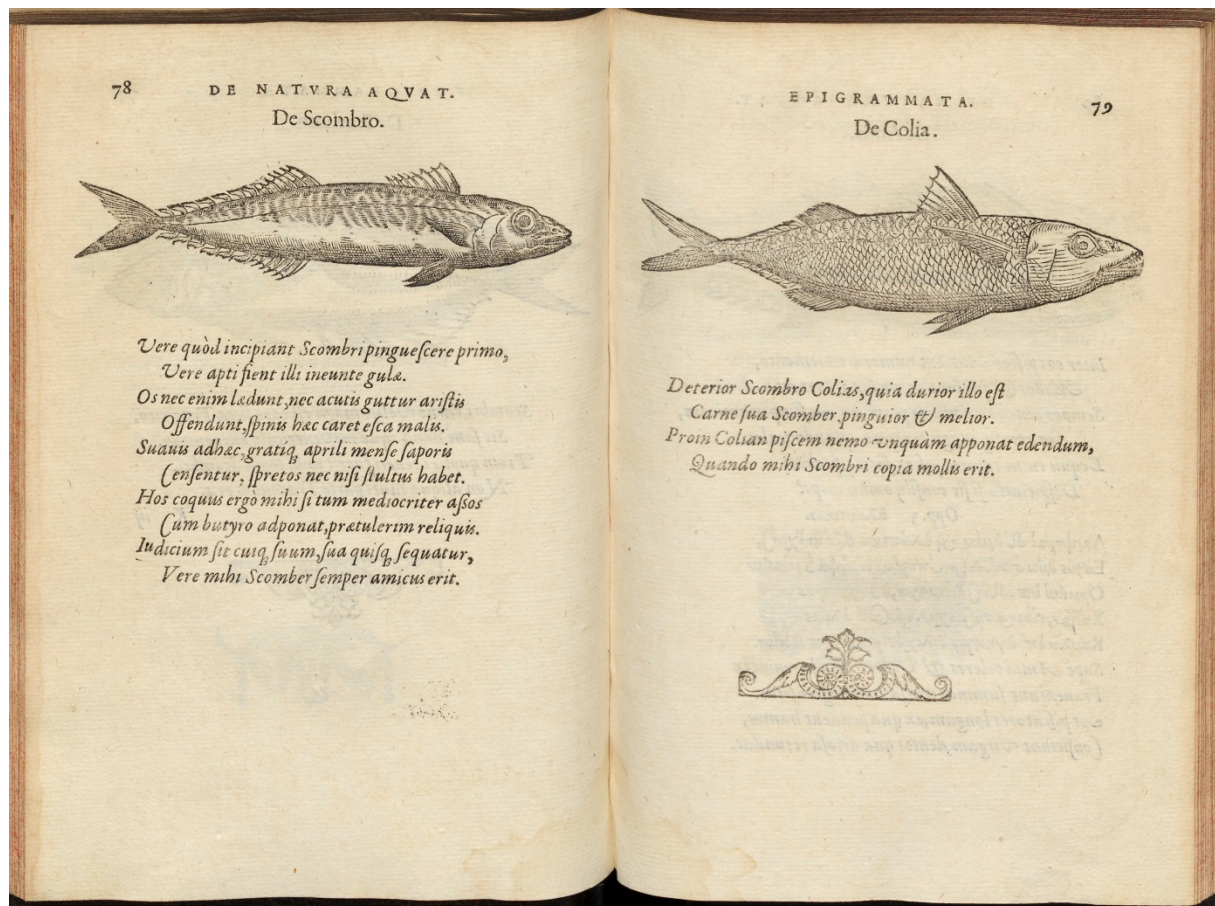 78
DE NATVRA AQVAT.
De Scombro.
Vere quòd incipiant Scombri pinguescere primo,
Vere apti fient illi ineunte gulæ.
Os nec enim lædunt, nec acutis guttur aristis
Offendunt, spinis hæc caret esca malis.
Suauis adhæc, gratíq; aprili mense saporis
Censentur, spretos nec nisi stultus habet.
Hos coquus ergò mihi si tum mediocriter assos
Cum butyro adponat, prætulerim reliquis.
Iudicium sit cuiq; suum, sua quisq; sequatur,
Vere mihi Scomber semper amicus erit.
EPIGRAMMATA.
79
De Colia.
Deterior Scombro Colias, quia durior illo est
Carne sua Scomber pinguior & melior.
Proin Colian piscem nemo vnquám apponat edendum,
Quando mihi Scombri copia mollis erit.